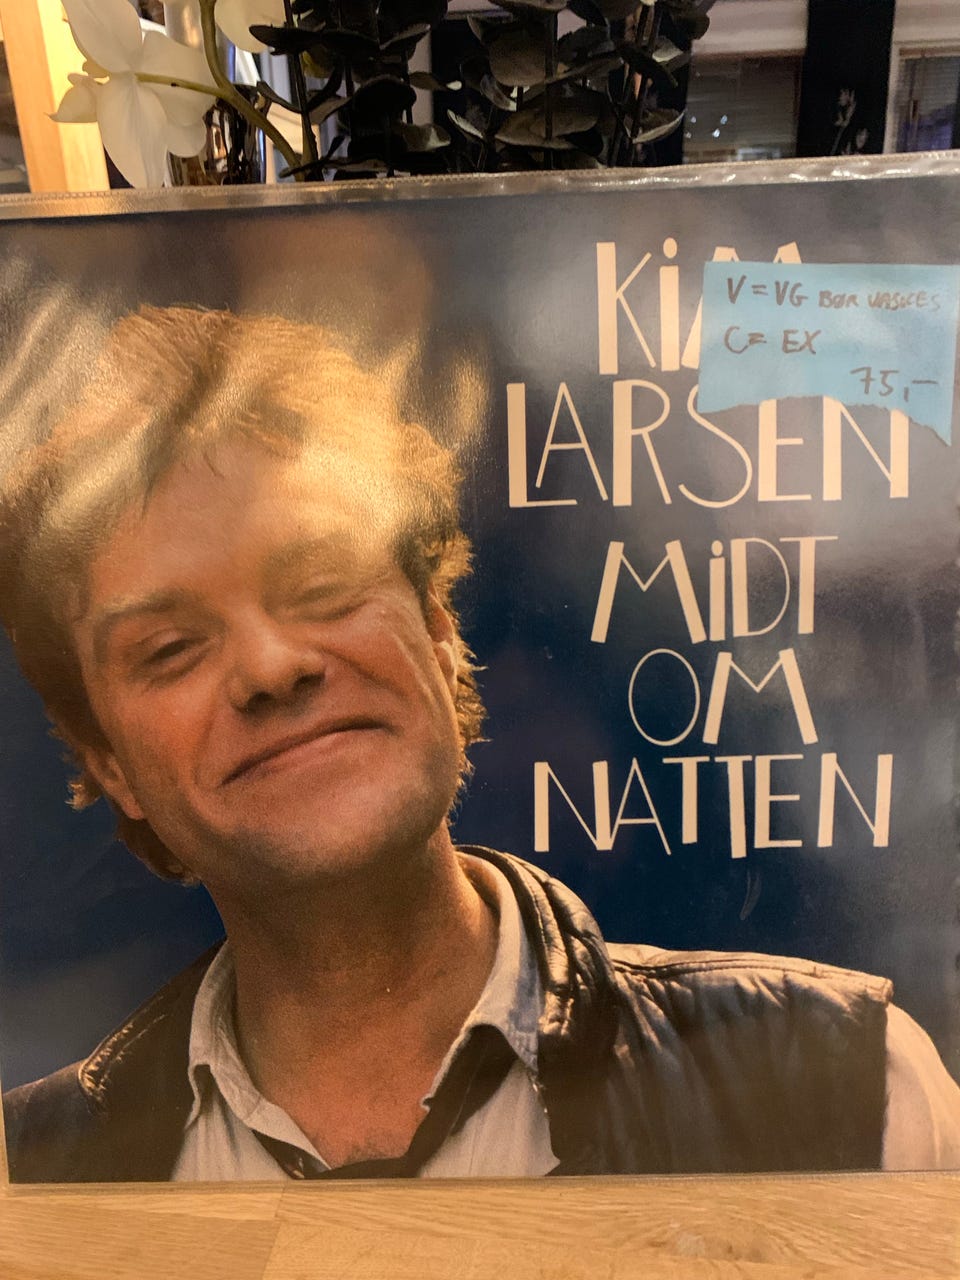 KiM
LARSEN
MiDT
OM
NATTEN
V=VG BØR VASKES
C= EX
75,-